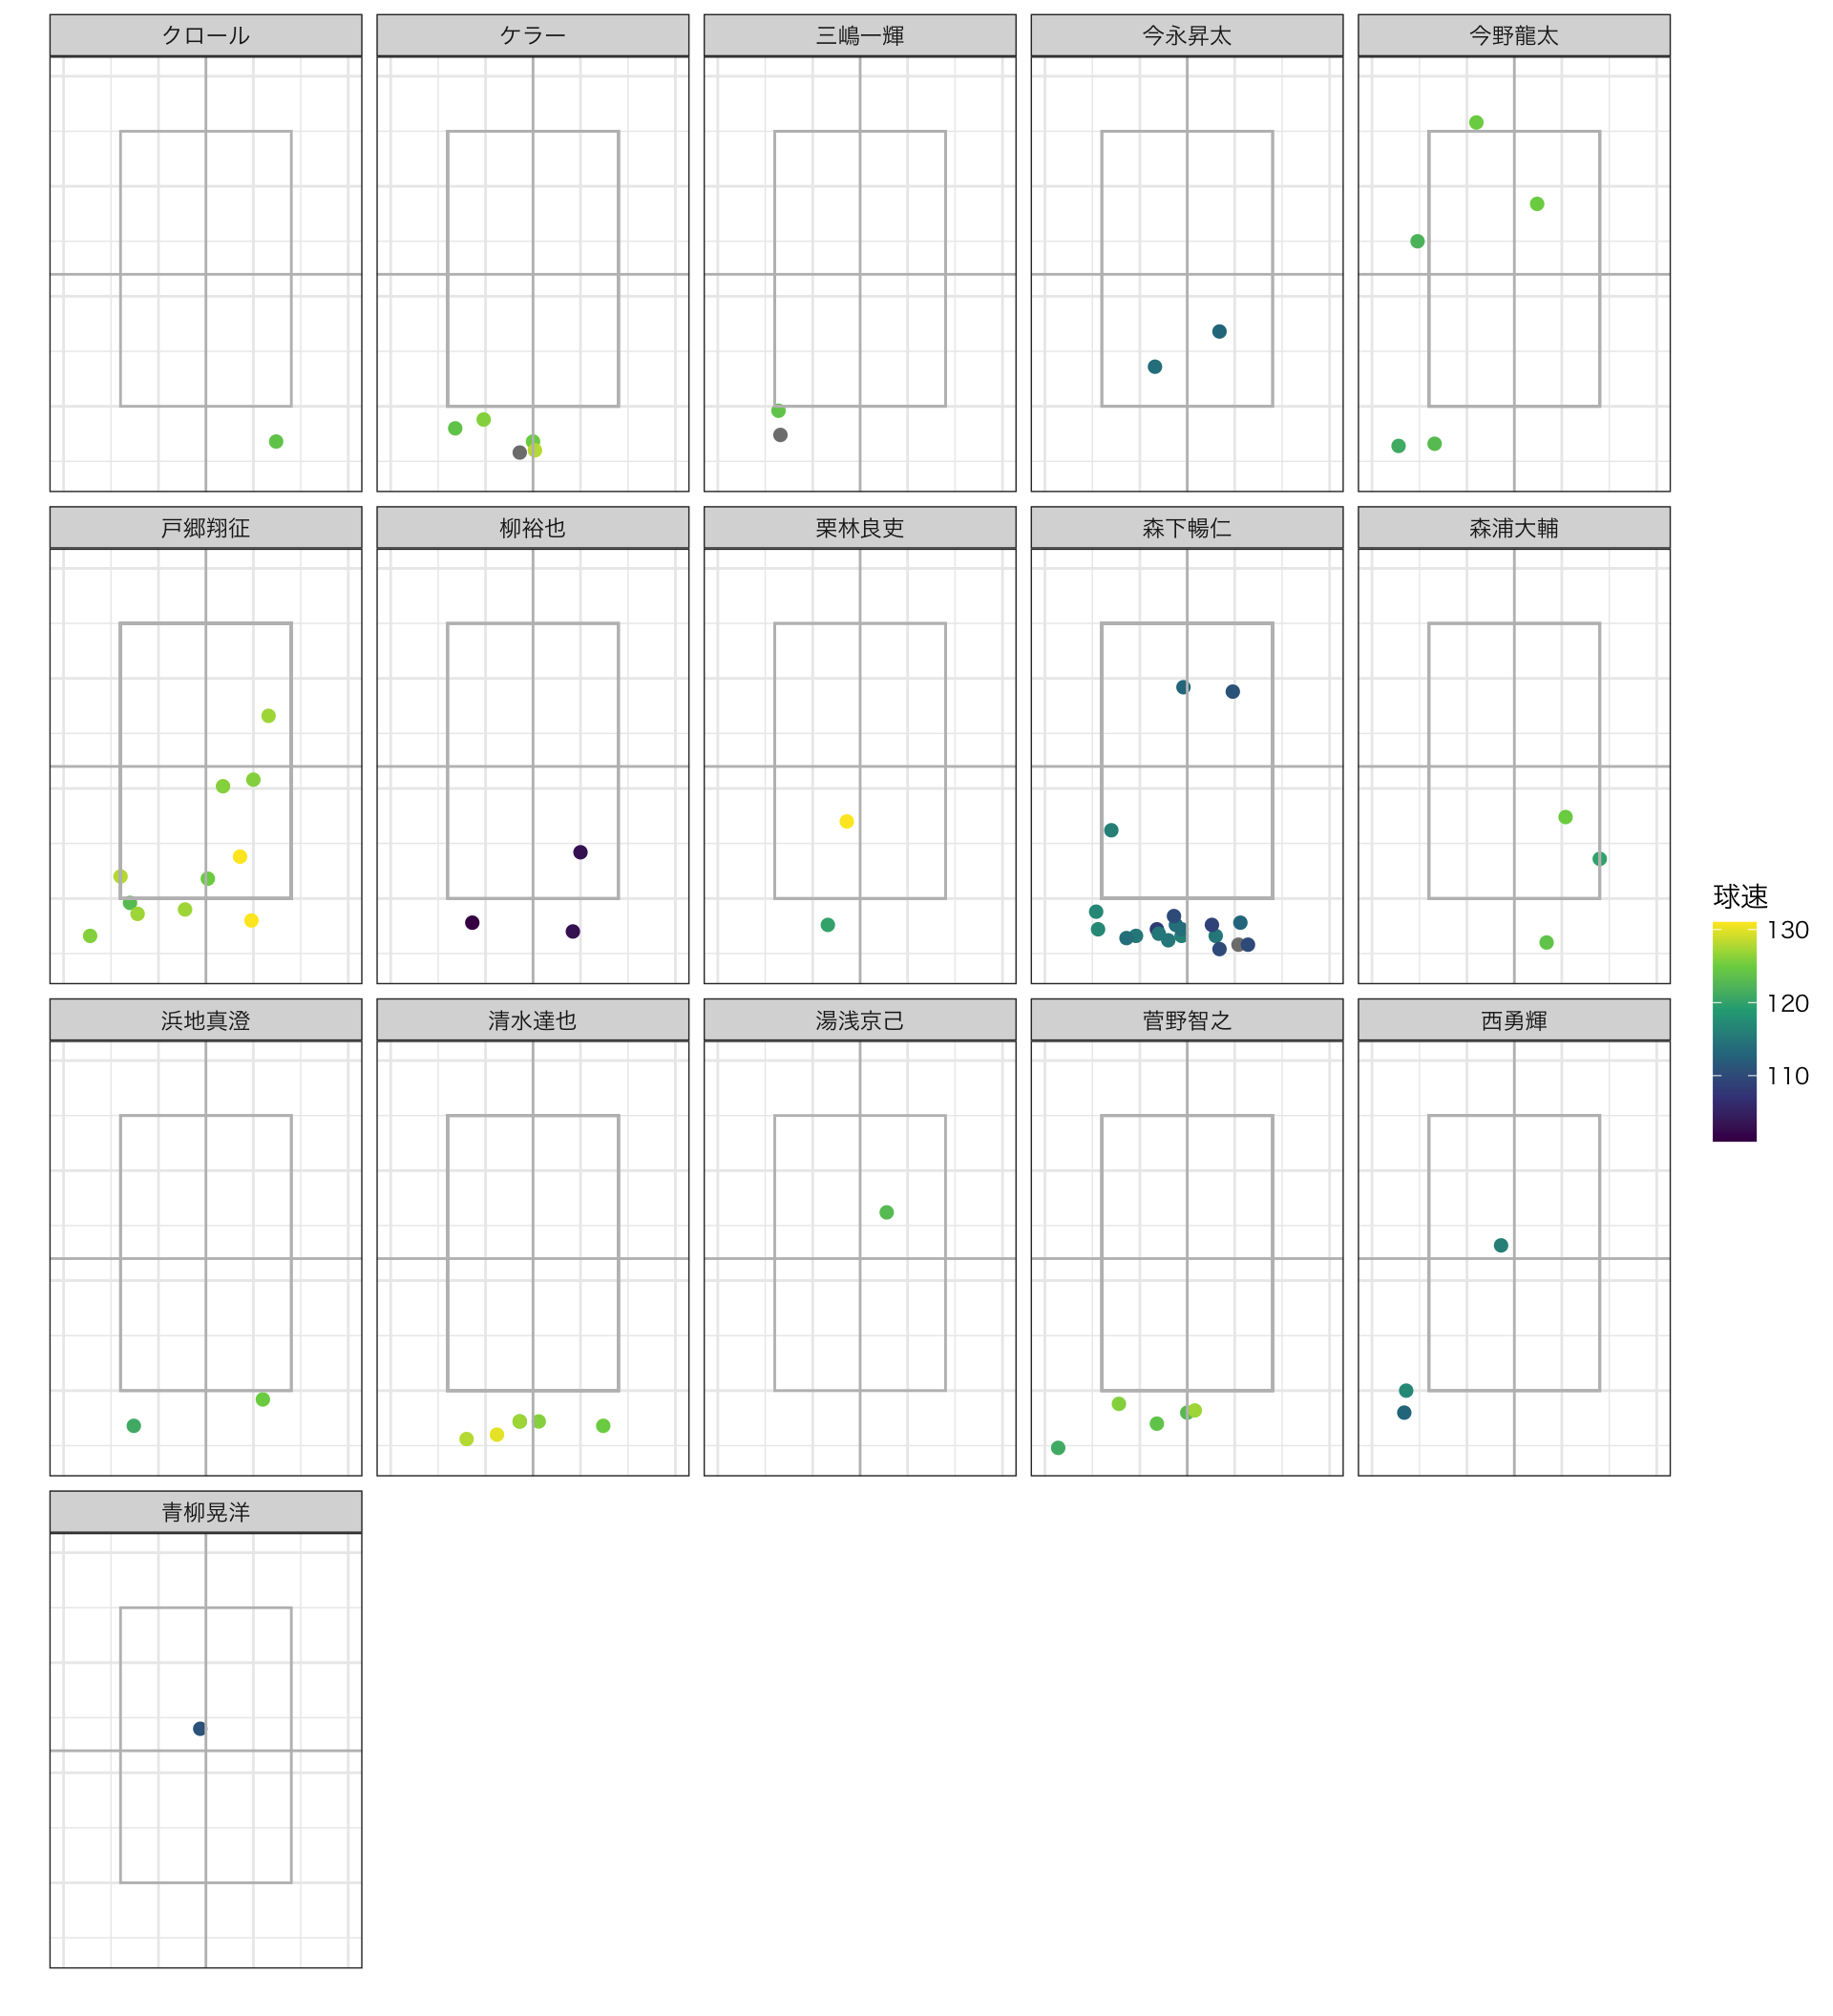 クロール
ケラー
三嶋一輝
今永昇太
今野龍太
戸郷翔征
柳裕也
栗林良吏
森下暢仁
森浦大輔
球速
130
120
110
浜地真澄
清水達也
湯浅京己
菅野智之
西勇輝
青柳晃洋